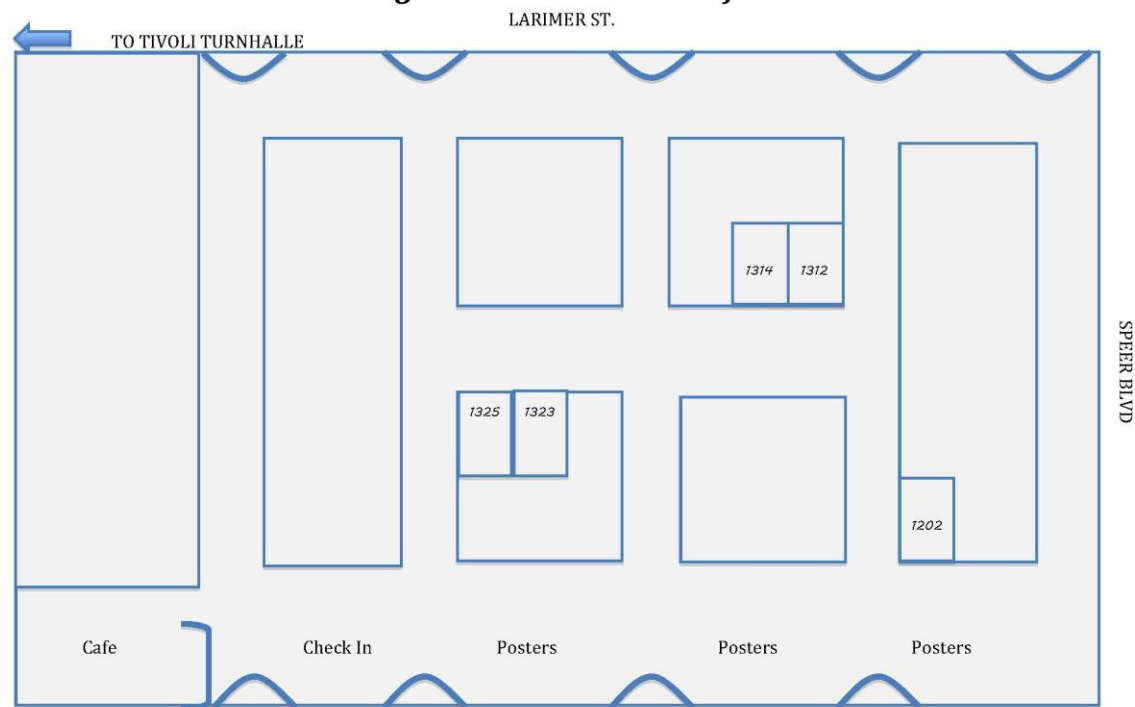 LARIMER ST.
TO TIVOLI TURNHALLE
1314 1312
SPEER BLVD
1325 1323
1202
Cafe Check In Posters Posters Posters